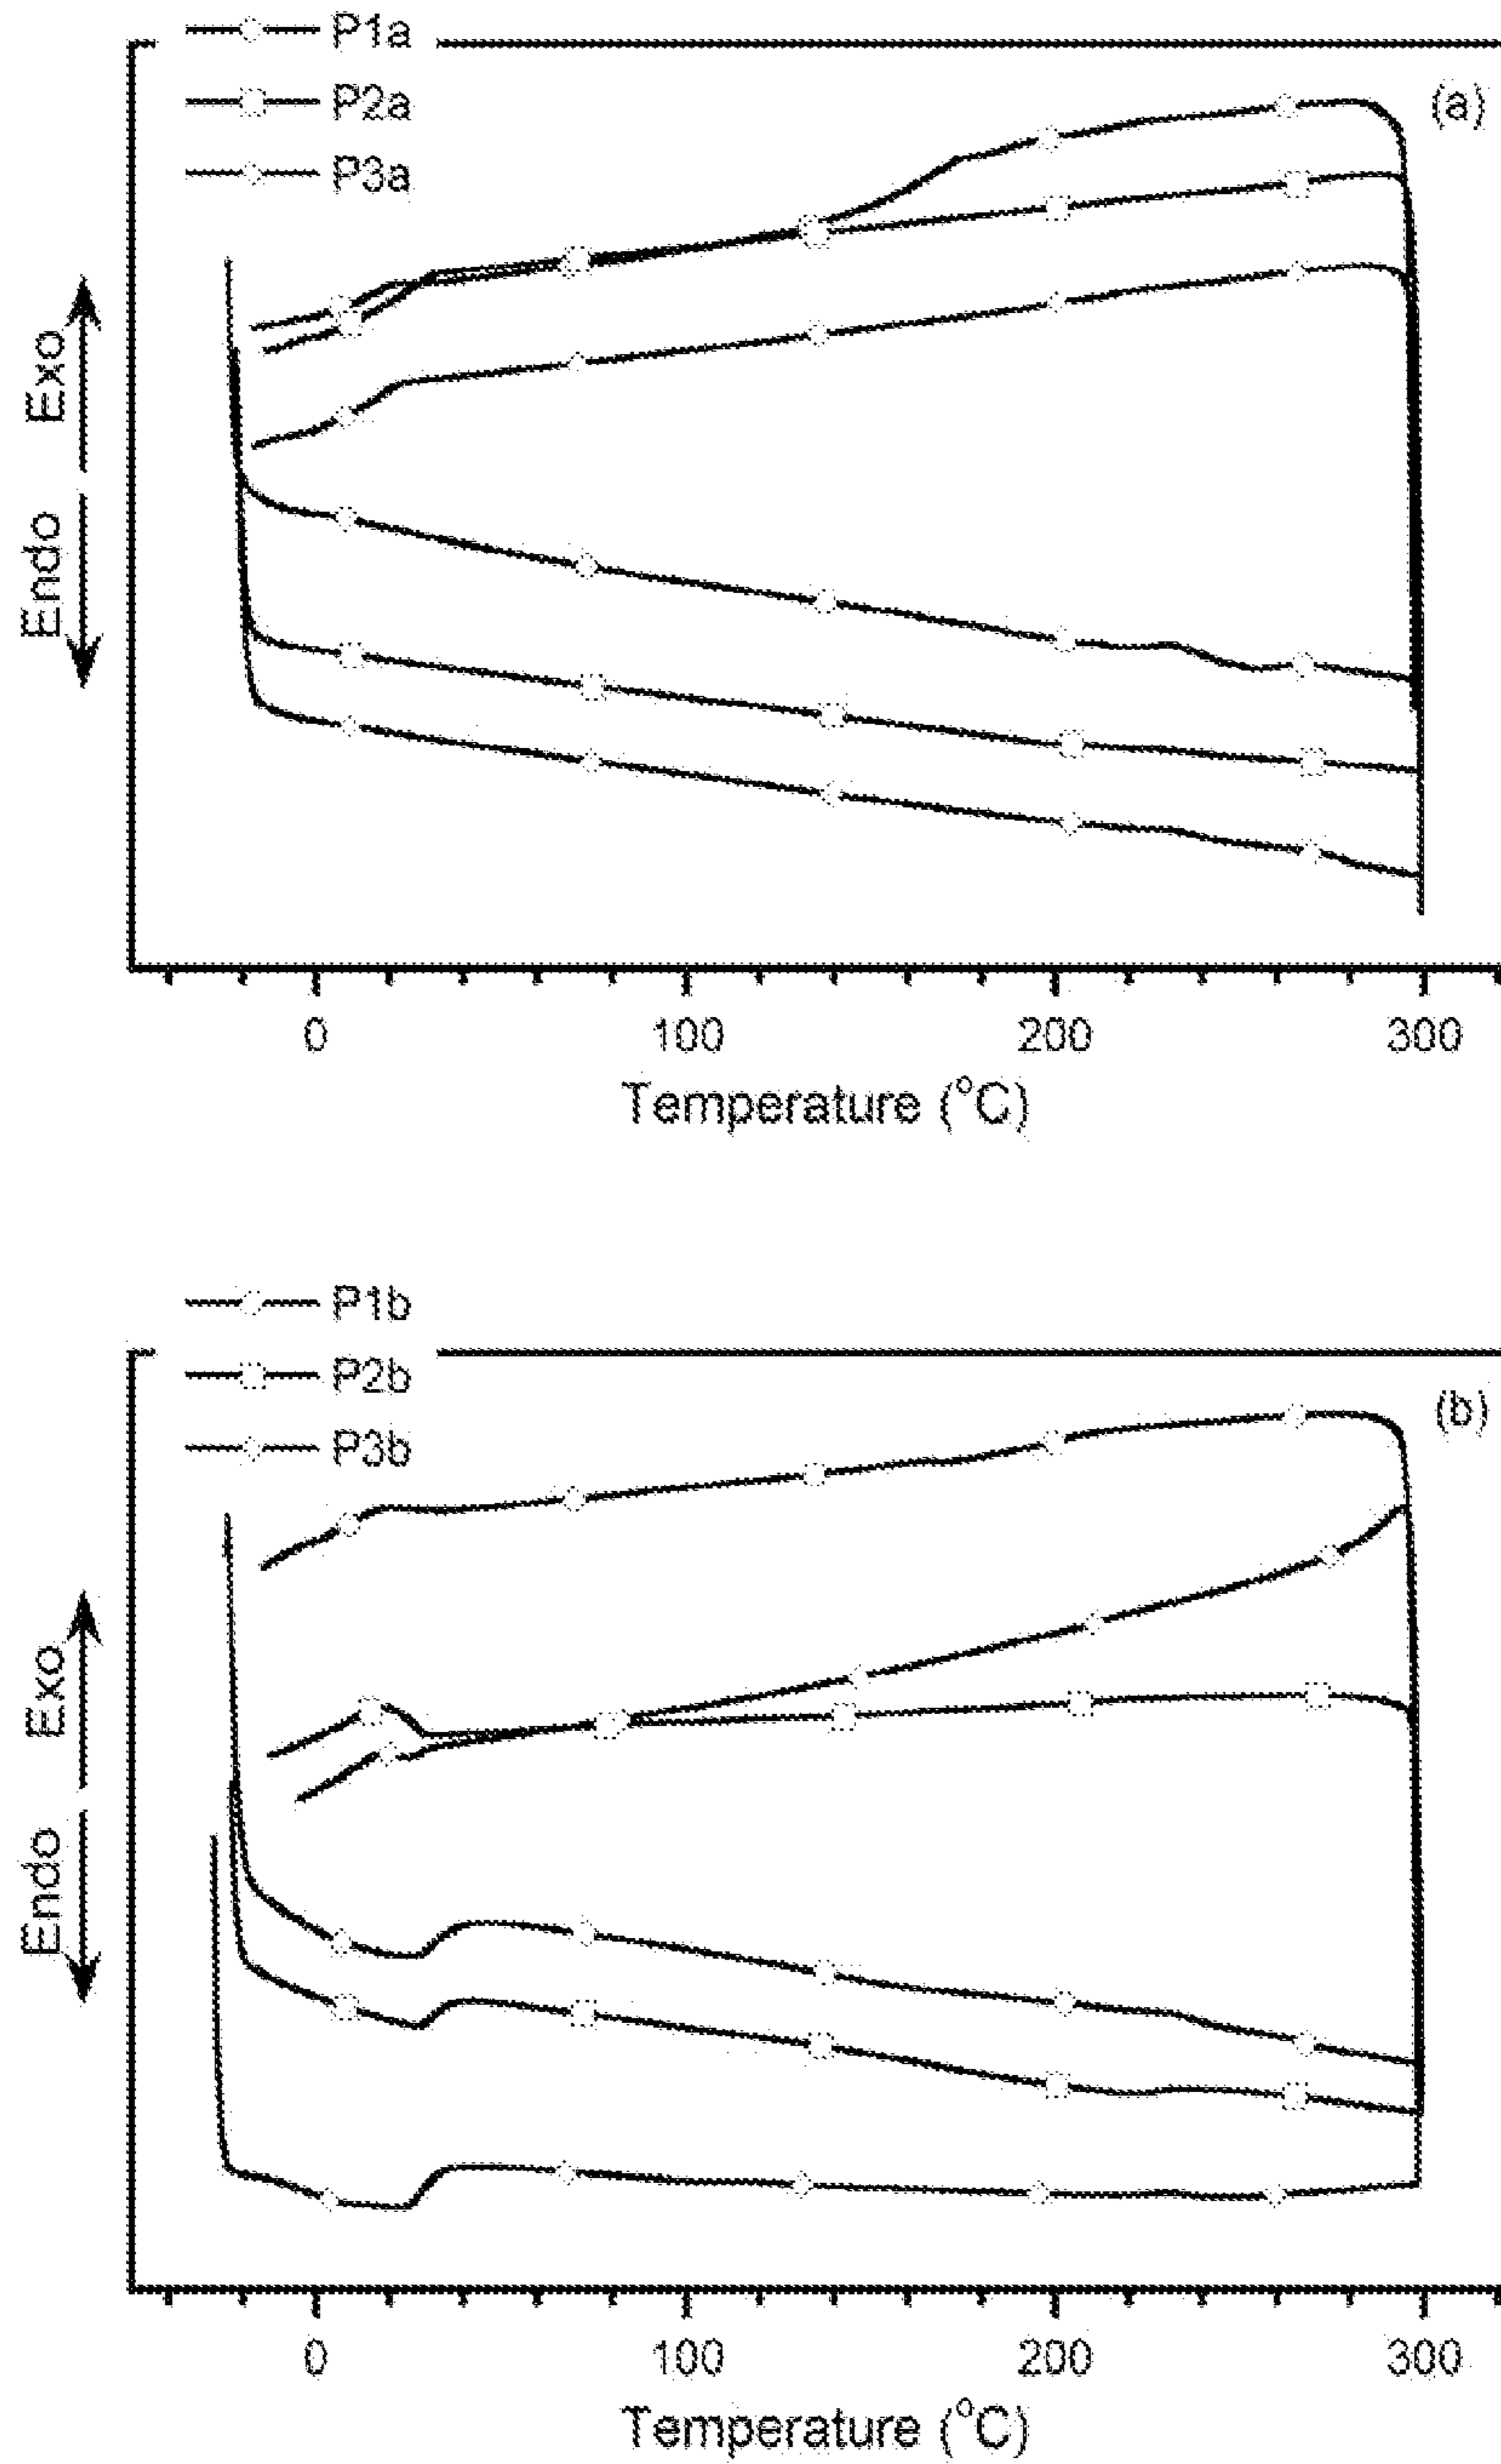 P1a
P2a
P3a
(a)
Exo
Endo
0 100 200 300
Temperature (°C)
P1b
P2b
P3b
(b)
Exo
Endo
0 100 200 300
Temperature (°C)